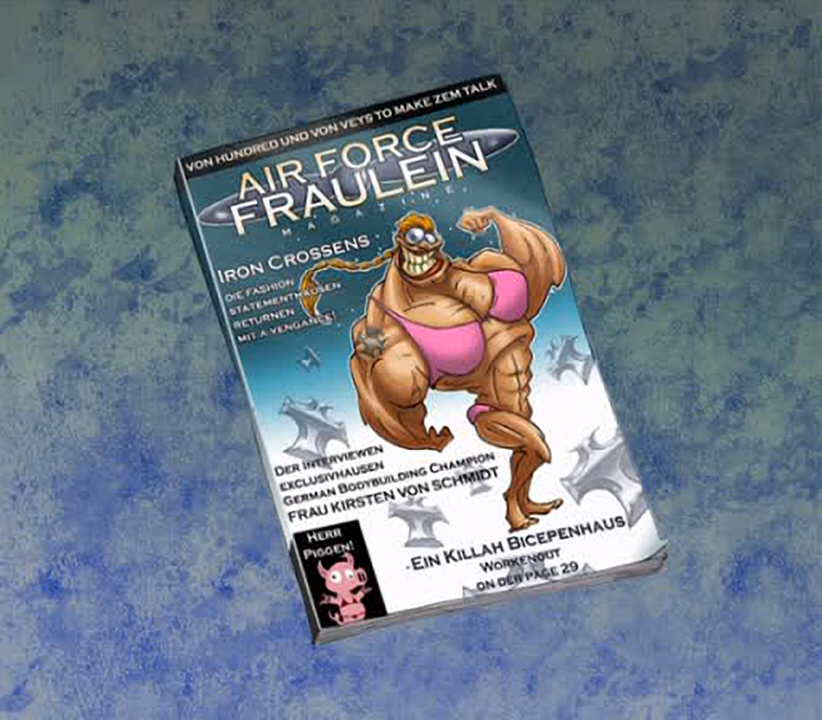 VON HUNDRED UND VON VEYS TO MAKE ZEM TALK
AIR FORCE
FRAULEIN
MAGAZINE
IRON CROSSENS
DIE FASHION
STATEMENTHAUSEN
RETURNEN
MIT A VENGANCE!
DER INTERVIEWEN
EXCLUSIVHAUSEN
GERMAN BODYBUILDING CHAMPION
FRAU KIRSTEN VON SCHMIDT
HERR
PIGGEN!
-EIN KILLAH BICEPENHAUS
WORKENOUT
ON DER PAGE 29